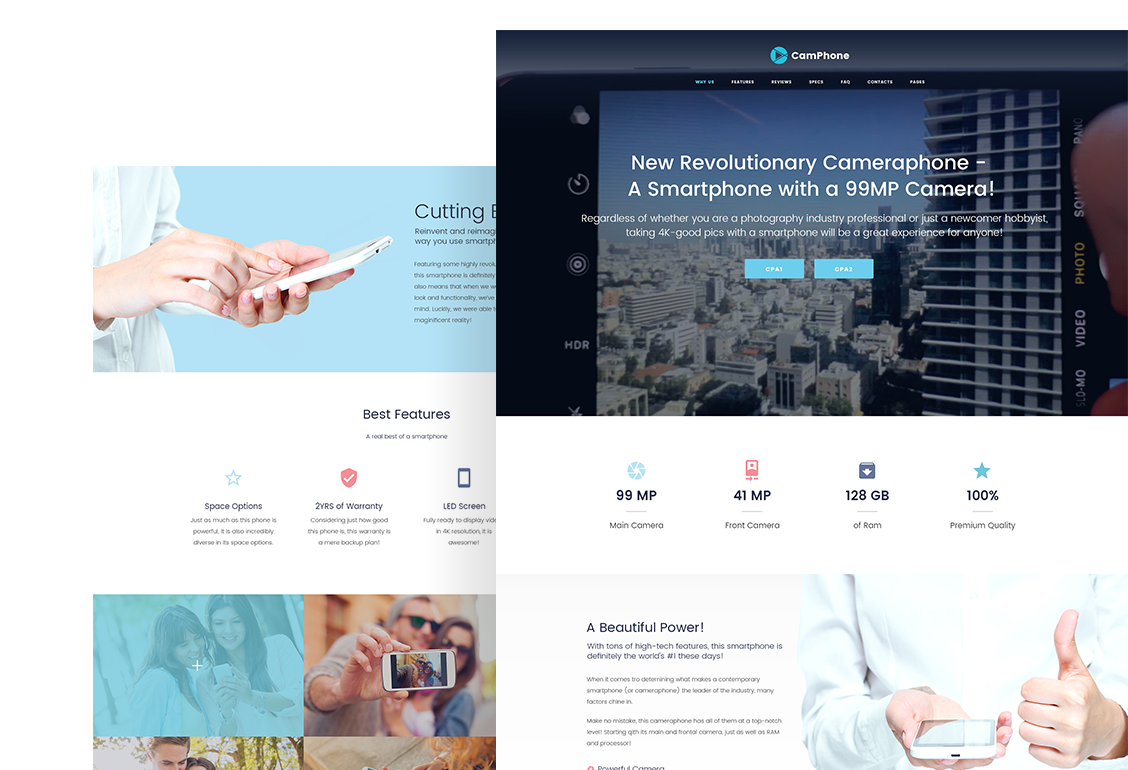 CamPhone
WHY US FEATURES REVIEWS SPECS FAQ CONTACTS PAGES
New Revolutionary Cameraphone -
A Smartphone with a 99MP Camera!
Regardless of whether you are a photography industry professional or just a newcomer hobbyist,
taking 4K-good pics with a smartphone will be a great experience for anyone!
CPA1 CPA2
HDR
PANO
SQUARE
PHOTO
VIDEO
SLO-MO
99 MP
Main Camera
41 MP
Front Camera
128 GB
of Ram
100%
Premium Quality
A Beautiful Power!
With tons of high-tech features, this smartphone is
definitely the world's #1 these days!
When it comes tro deternining what makes a contemporary
smartphone (or cameraphone) the leader of the industry, many
factors chine in.
Make no mistake, this cameraphone has all of them at a top-notch
level! Starting qith its main and frontal camera, just as well as RAM
and processor!
Powerful Camera
Cutting
Reinvent and reimag
way you use smartph
Featuring some highly revolu
this smartphone is definitely
also means that when we w
look and functionality, we've
mind. Luckily, we were able to
maginificent reality!
Best Features
A real best of a smartphone
Space Options
Just as much as this phone is
powerful, it is also incredibly
diverse in its space options.
2YRS of Warranty
Considering just how good
this phone is, this warranty is
a mere backup plan!
LED Screen
Fully ready to display vide
in 4K resolution, it is
awesome!